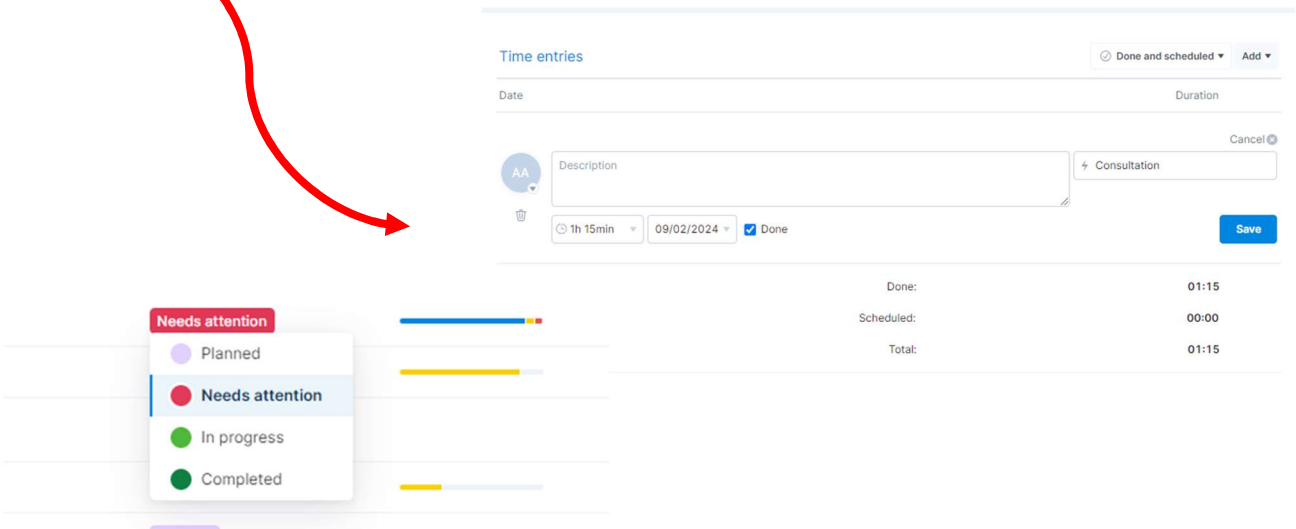 Time entries
Done and scheduled
Add
Date
Duration
Cancel
AA
Description
Consultation
1h 15min
09/02/2024
Done
Save
Done:
01:15
Scheduled:
00:00
Total:
01:15
Needs attention
Planned
Needs attention
In progress
Completed